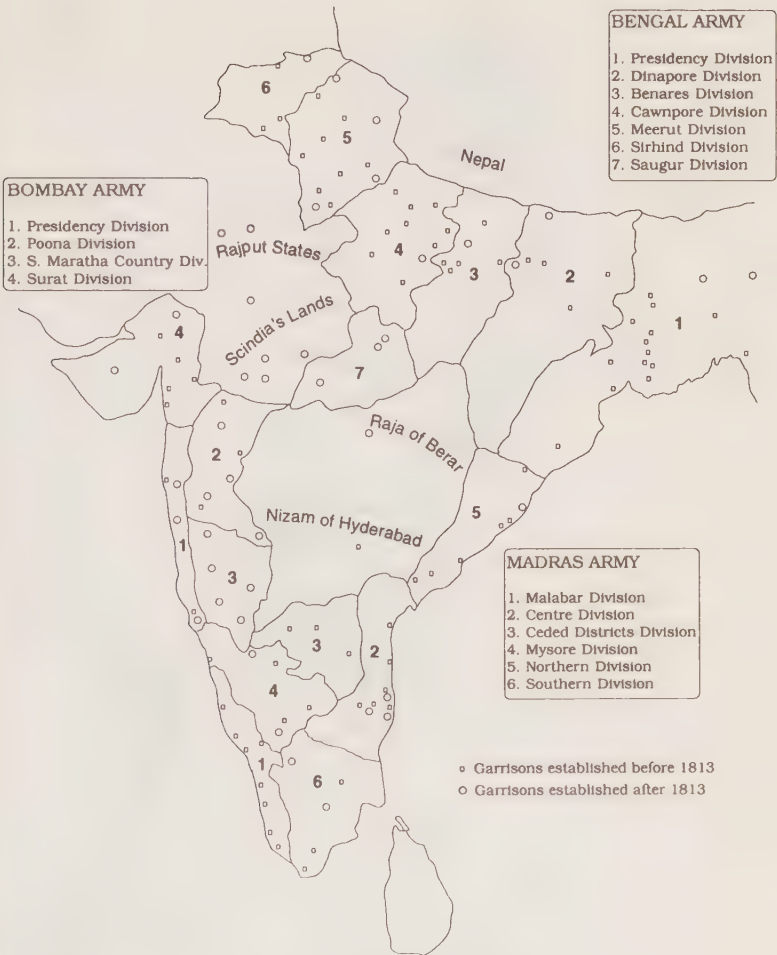 BENGAL ARMY
1. Presidency Division
2. Dinapore Division
3. Benares Division
4. Cawnpore Division
5. Meerut Division
6. Sirhind Division
7. Saugur Division
6
5
Nepal
BOMBAY ARMY
1. Presidency Division
2. Poona Division
3. S. Maratha Country Div.
4. Surat Division
Rajput States
4
3
2
1
Scindia's Lands
4
7
Raja of Berar
2
5
Nizam of Hyderabad
1
3
MADRAS ARMY
1. Malabar Division
2. Centre Division
3. Ceded Districts Division
4. Mysore Division
5. Northern Division
6. Southern Division
3
2
4
1
6
Garrisons established before 1813
Garrisons established after 1813